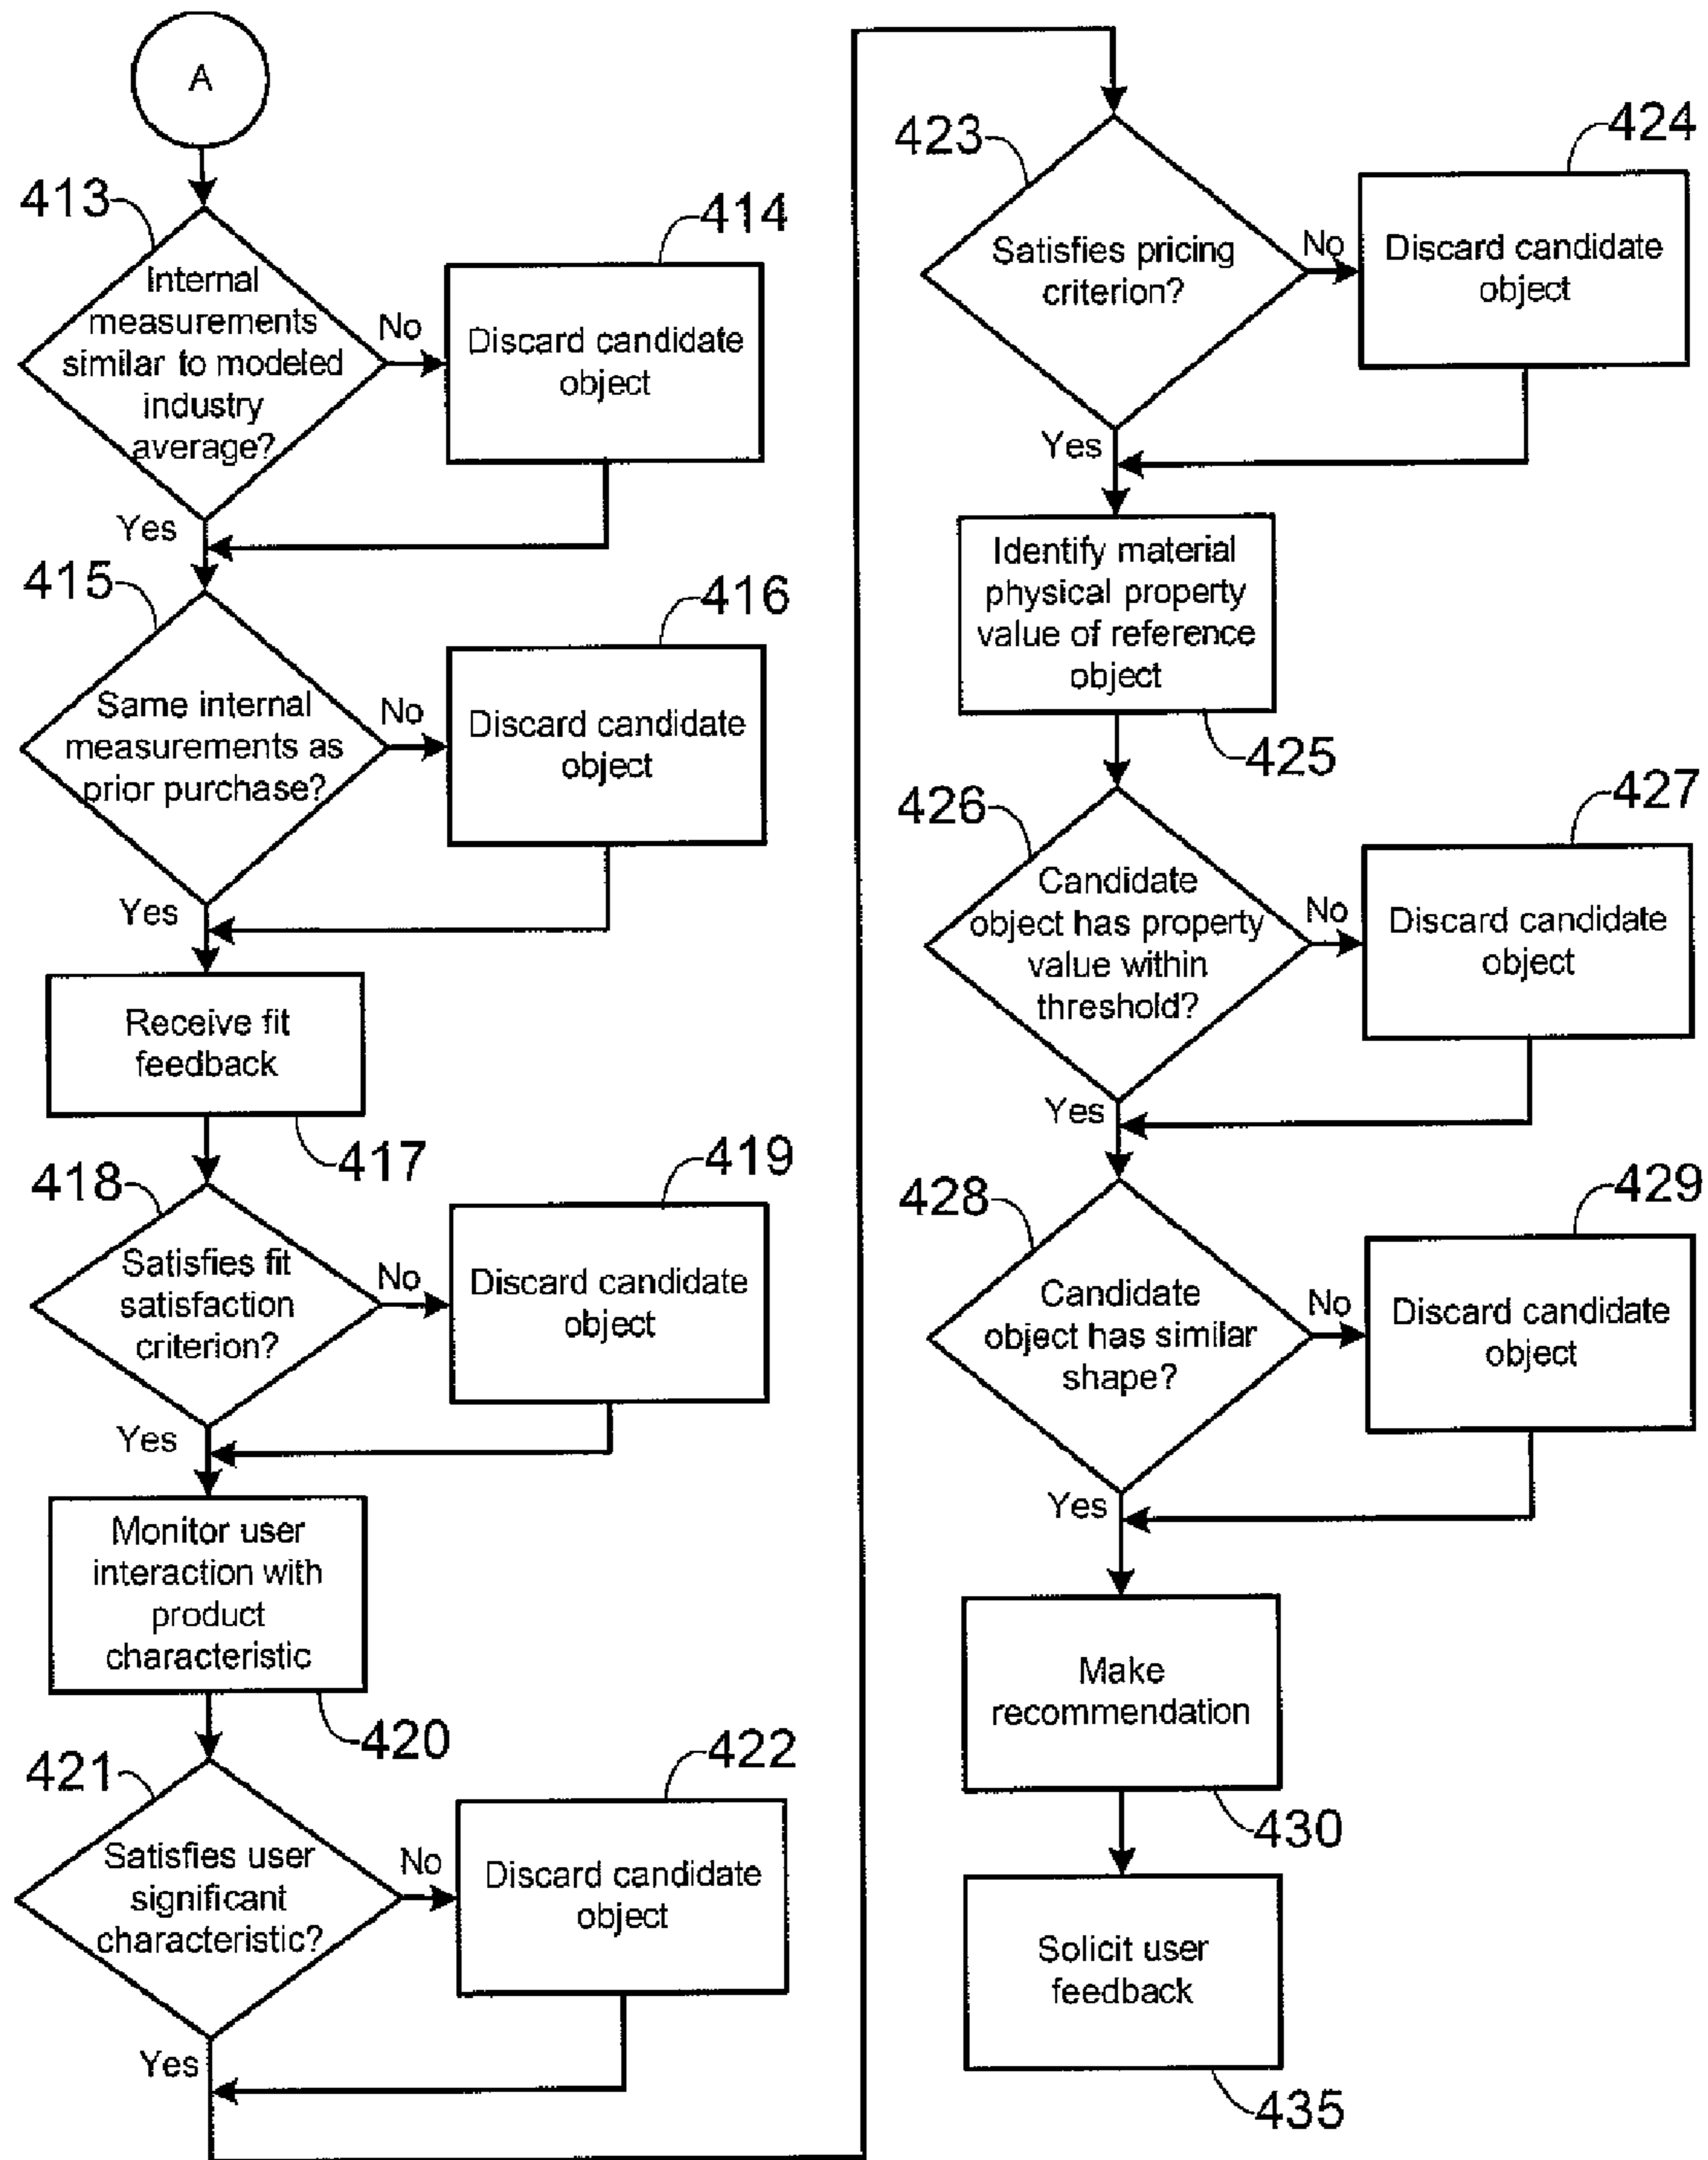 A
413
Internal
measurements
similar to modeled
industry
average?
No
414
Discard candidate
object
Yes
415
Same internal
measurements as
prior purchase?
No
416
Discard candidate
object
Yes
Receive fit
feedback
417
418
Satisfies fit
satisfaction
criterion?
No
419
Discard candidate
object
Yes
Monitor user
interaction with
product
characteristic
420
421
Satisfies user
significant
characteristic?
No
422
Discard candidate
object
Yes
423
Satisfies pricing
criterion?
No
424
Discard candidate
object
Yes
Identify material
physical property
value of reference
object
425
426
Candidate
object has property
value within
threshold?
No
427
Discard candidate
object
Yes
428
Candidate
object has similar
shape?
No
429
Discard candidate
object
Yes
Make
recommendation
430
Solicit user
feedback
435